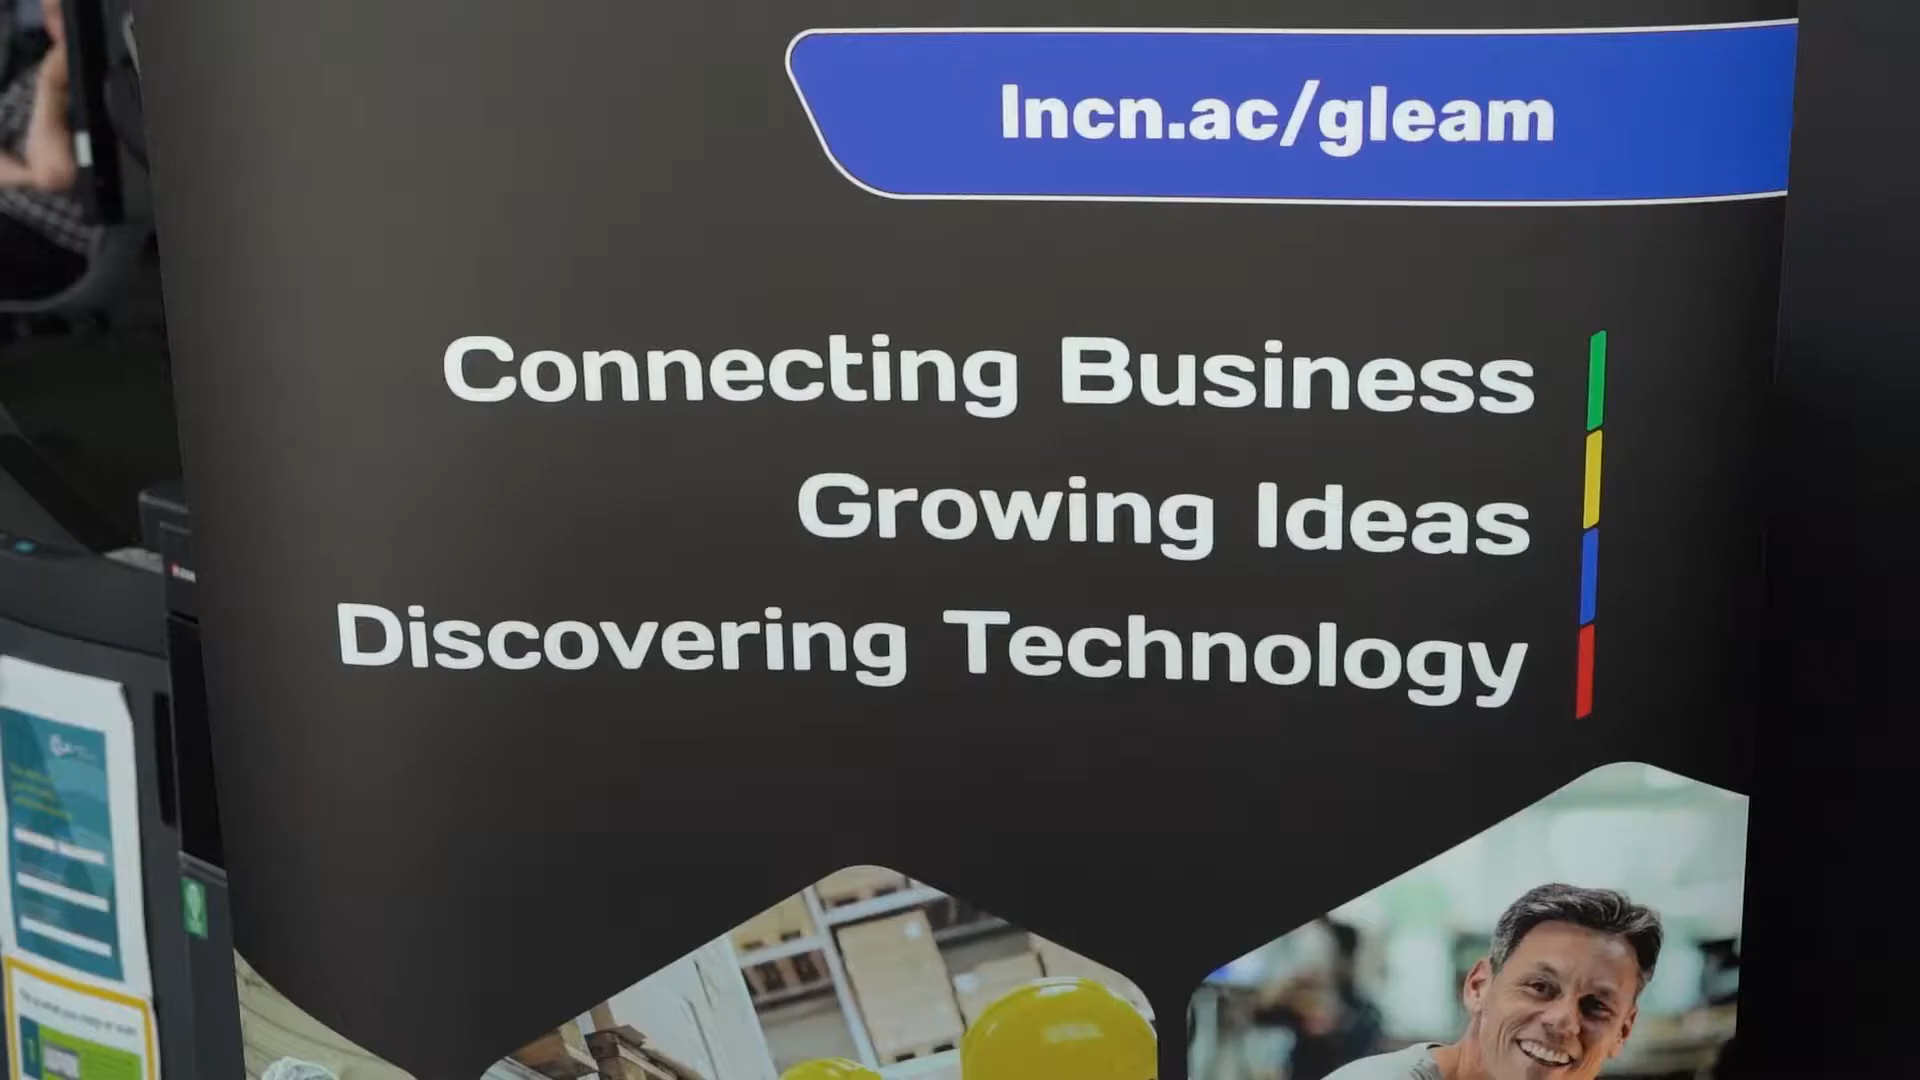 lncn.ac/gleam
Connecting Business
Growing Ideas
Discovering Technology